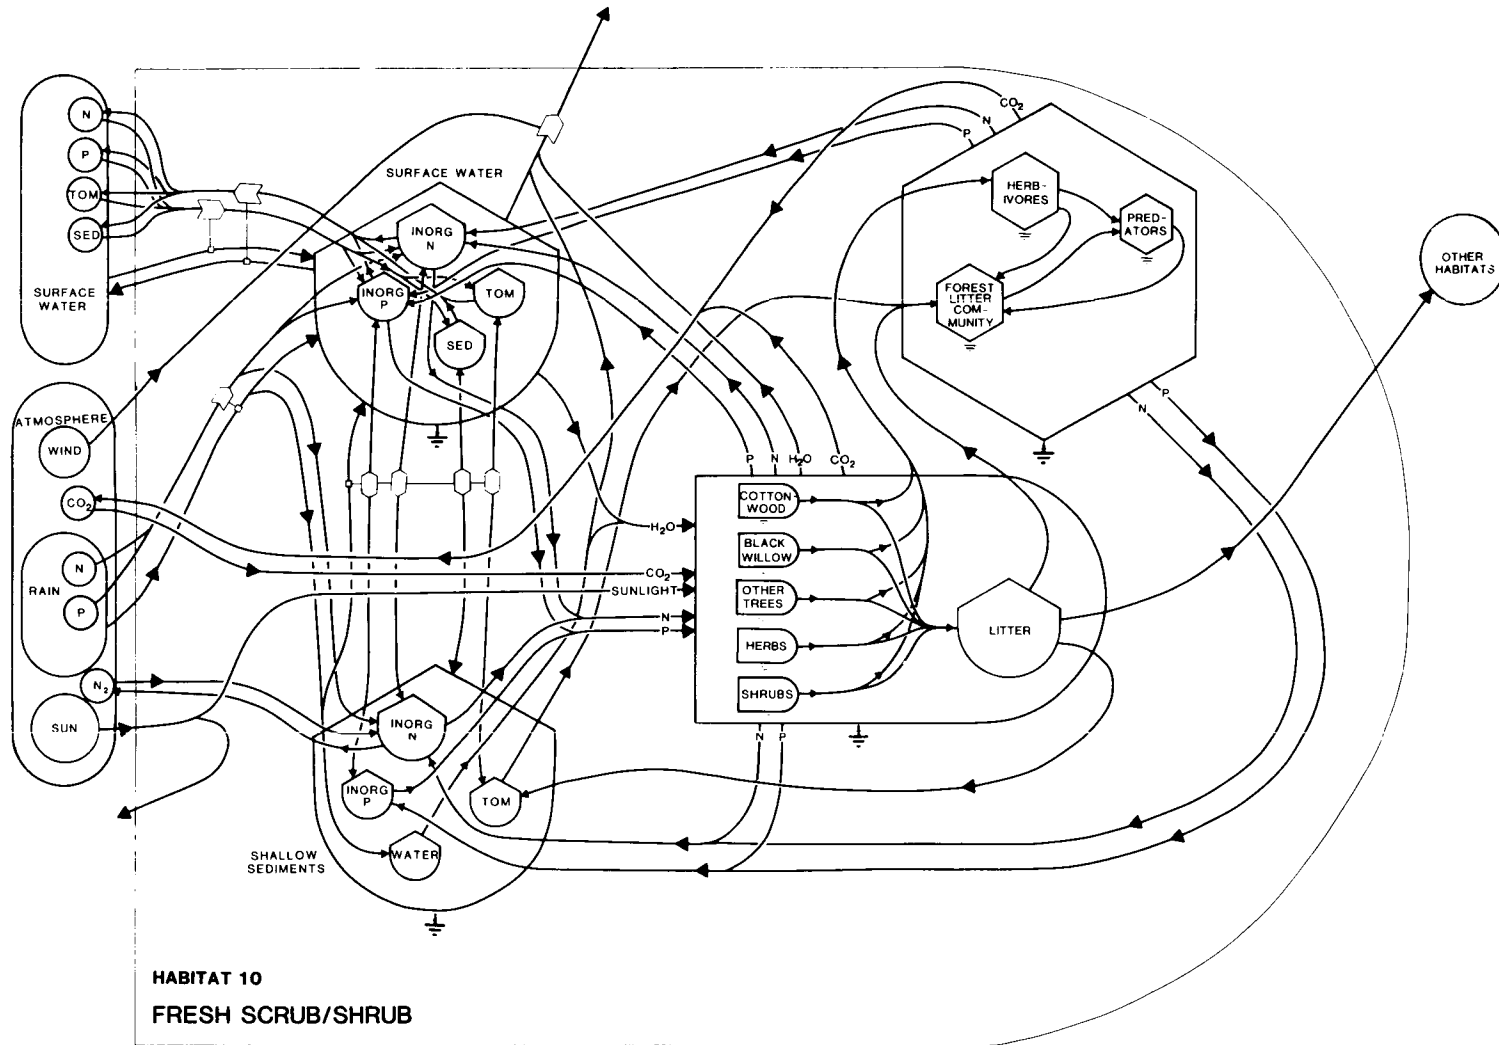 CO₂
N
P
N
P
TOM
SED
SURFACE
WATER
SURFACE WATER
INORG
N
INORG
P
TOM
SED
HERB-
IVORES
PRED-
ATORS
FOREST
LITTER
COM-
MUNITY
OTHER
HABITATS
N
P
ATMOSPHERE
WIND
CO₂
RAIN
N
P
N₂
SUN
P
N
H₂O
CO₂
H₂O
CO₂
SUNLIGHT
N
P
COTTON-
WOOD
BLACK
WILLOW
OTHER
TREES
HERBS
SHRUBS
LITTER
N
P
INORG
N
INORG
P
TOM
WATER
SHALLOW
SEDIMENTS
HABITAT 10
FRESH SCRUB/SHRUB